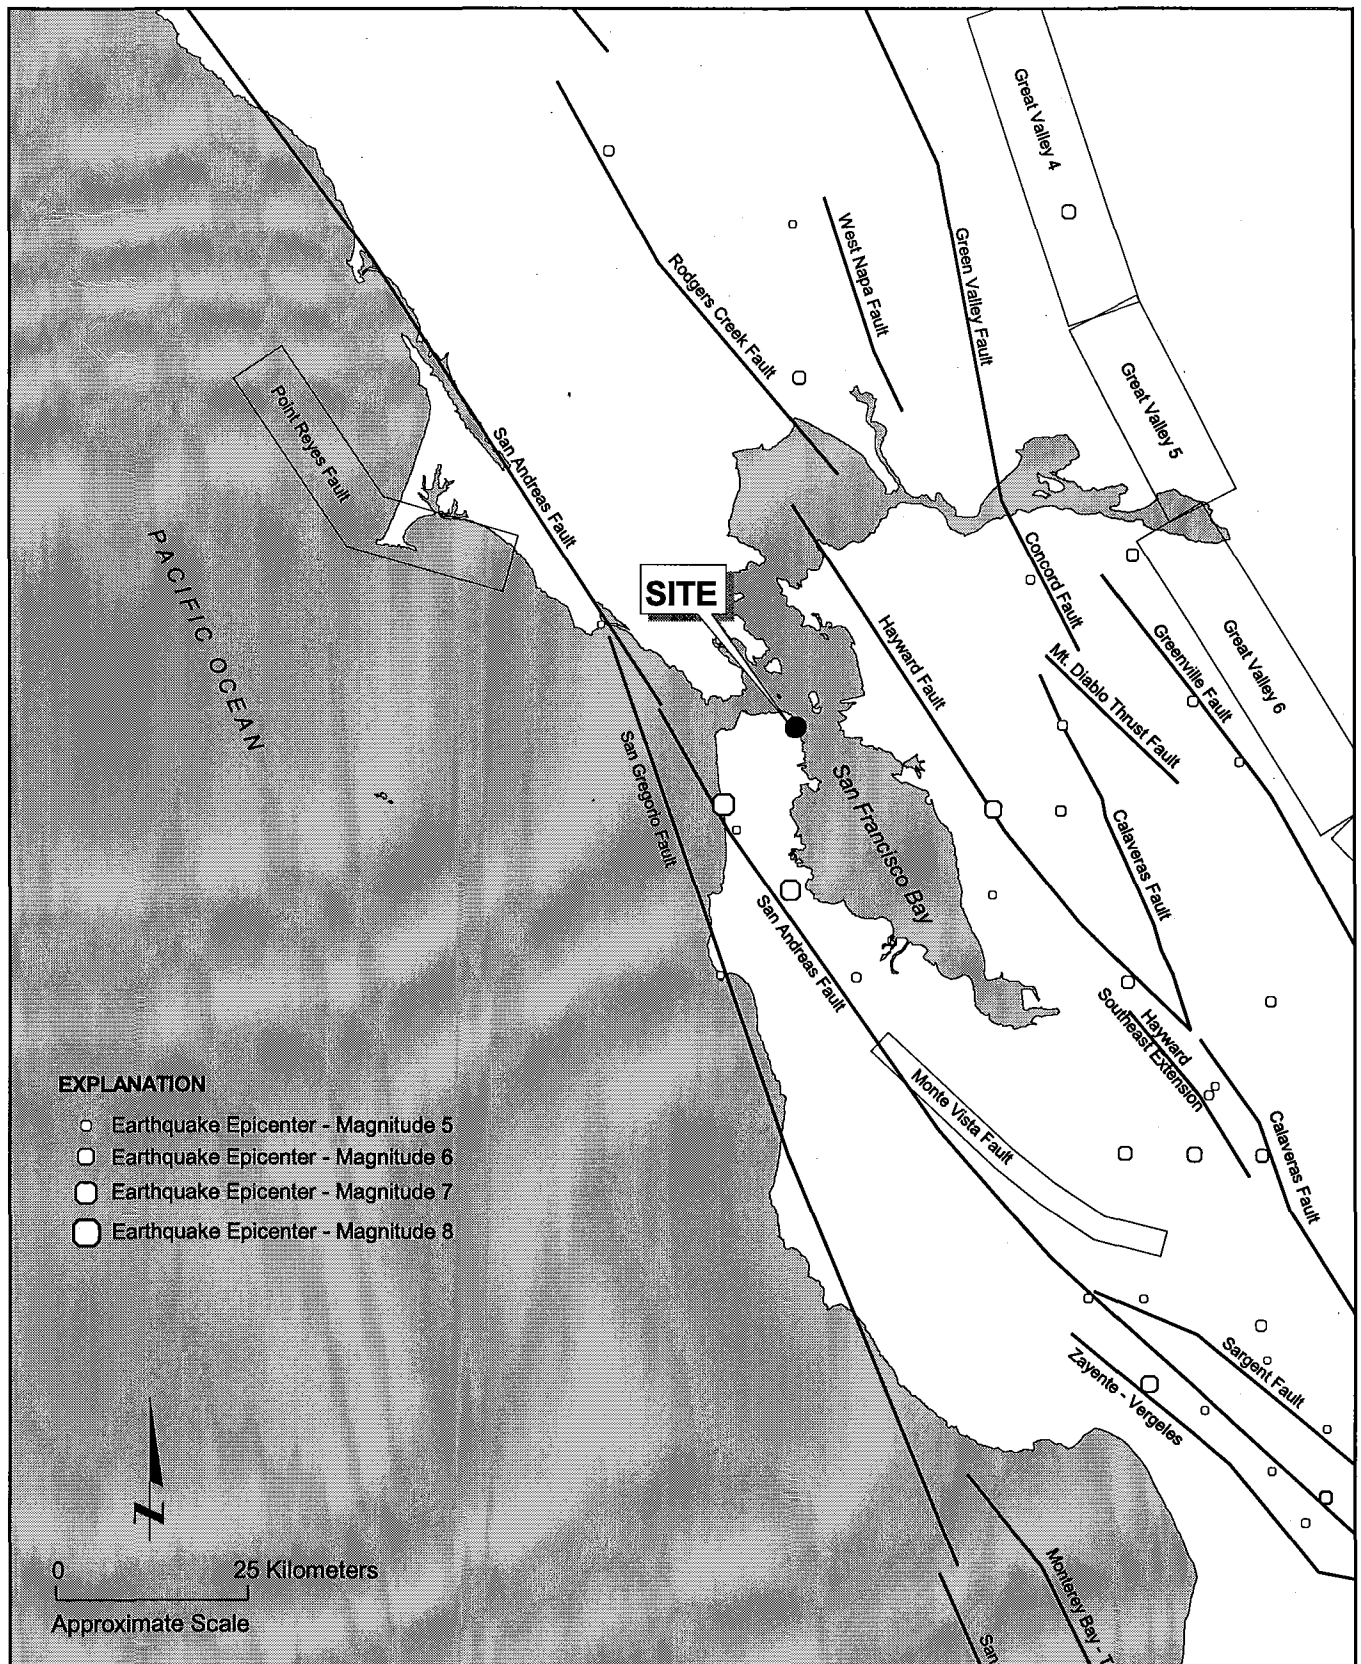 Great Valley 4
West Napa Fault
Green Valley Fault
Rodgers Creek Fault
Great Valley 5
Point Reyes Fault
San Andreas Fault
PACIFIC OCEAN
SITE
Concord Fault
Hayward Fault
Greenville Fault
Great Valley 6
Mt. Diablo Thrust Fault
San Gregorio Fault
San Francisco Bay
Calaveras Fault
San Andreas Fault
Hayward
Southeast Extension
Monte Vista Fault
Calaveras Fault
EXPLANATION
Earthquake Epicenter - Magnitude 5
Earthquake Epicenter - Magnitude 6
Earthquake Epicenter - Magnitude 7
Earthquake Epicenter - Magnitude 8
Sargent Fault
Zayente - Vergeles
Z
0 25 Kilometers
Approximate Scale
Monterey Bay - T
San